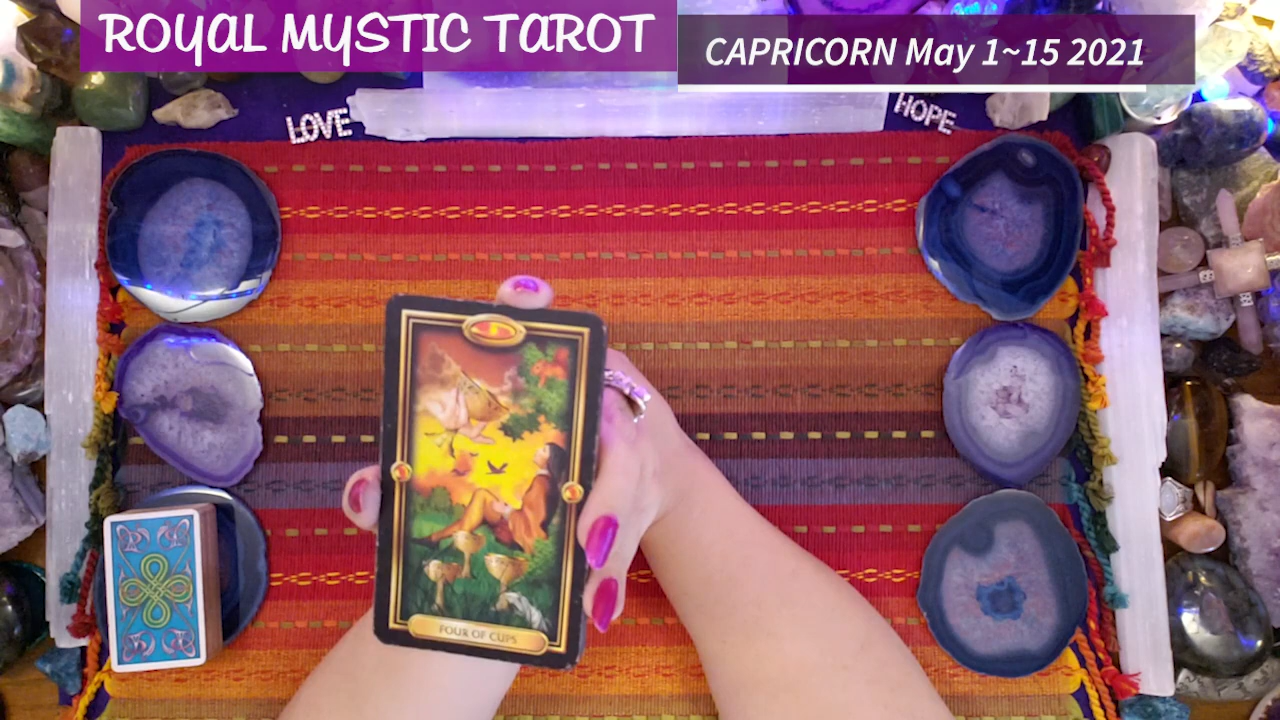 ROYAL MYSTIC TAROT
CAPRICORN May 1~15 2021
LOVE
HOPE
FOUR OF CUPS